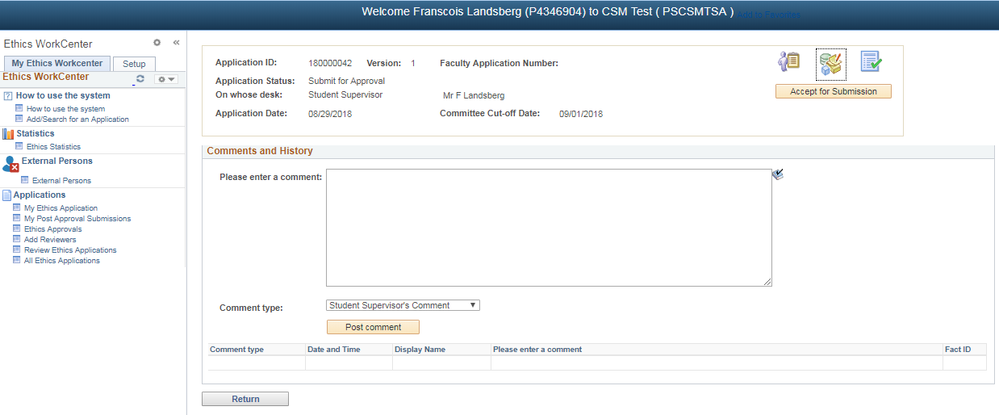 Welcome Franscois Landsberg (P4346904) to CSM Test ( PSCSMTSA ) Add to Favorites
Ethics WorkCenter
My Ethics Workcenter Setup
Ethics WorkCenter
How to use the system
How to use the system
Add/Search for an Application
Statistics
Ethics Statistics
External Persons
External Persons
Applications
My Ethics Application
My Post Approval Submissions
Ethics Approvals
Add Reviewers
Review Ethics Applications
All Ethics Applications
Application ID: 180000042 Version: 1 Faculty Application Number:
Application Status: Submit for Approval
On whose desk: Student Supervisor Mr F Landsberg
Application Date: 08/29/2018 Committee Cut-off Date: 09/01/2018
Accept for Submission
Comments and History
Please enter a comment:
Comment type: Student Supervisor's Comment
Post comment
Comment type Date and Time Display Name Please enter a comment Fact ID
Return